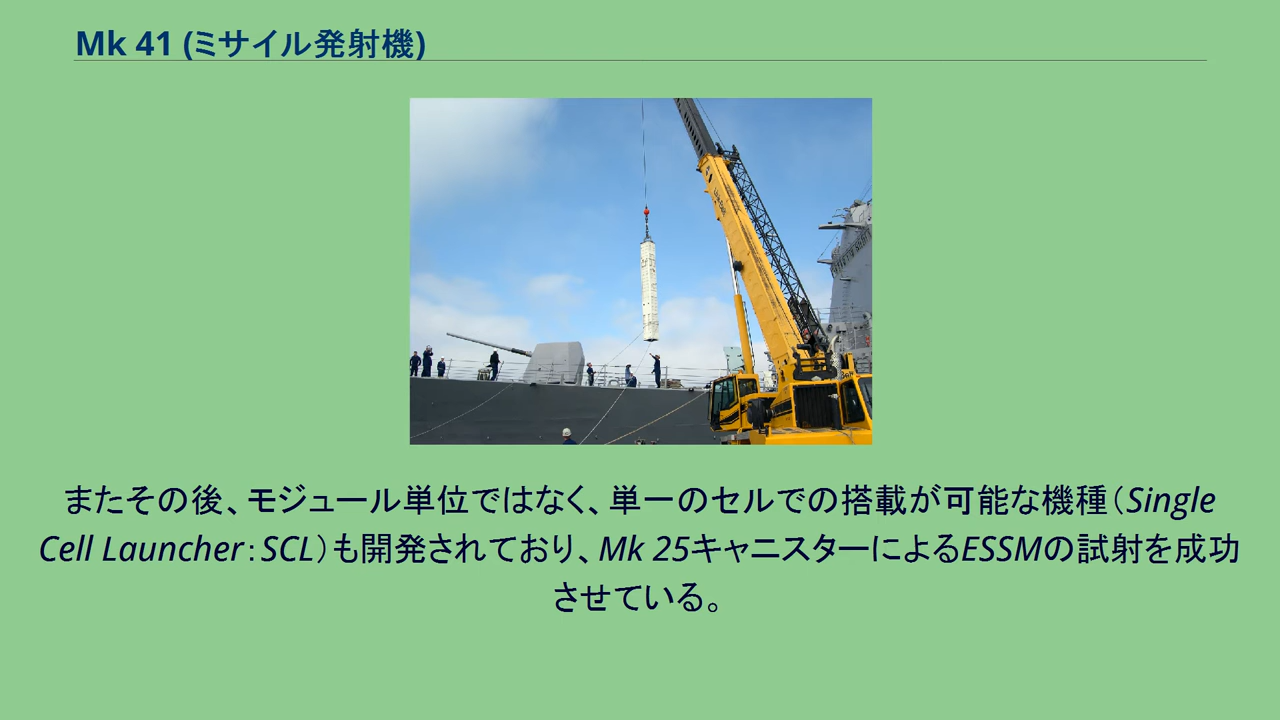 Mk 41 (ミサイル発射機)
またその後、モジュール単位ではなく、単一のセルでの搭載が可能な機種（Single
Cell Launcher：SCL）も開発されており、Mk 25キャニスターによるESSMの試射を成功
させている。